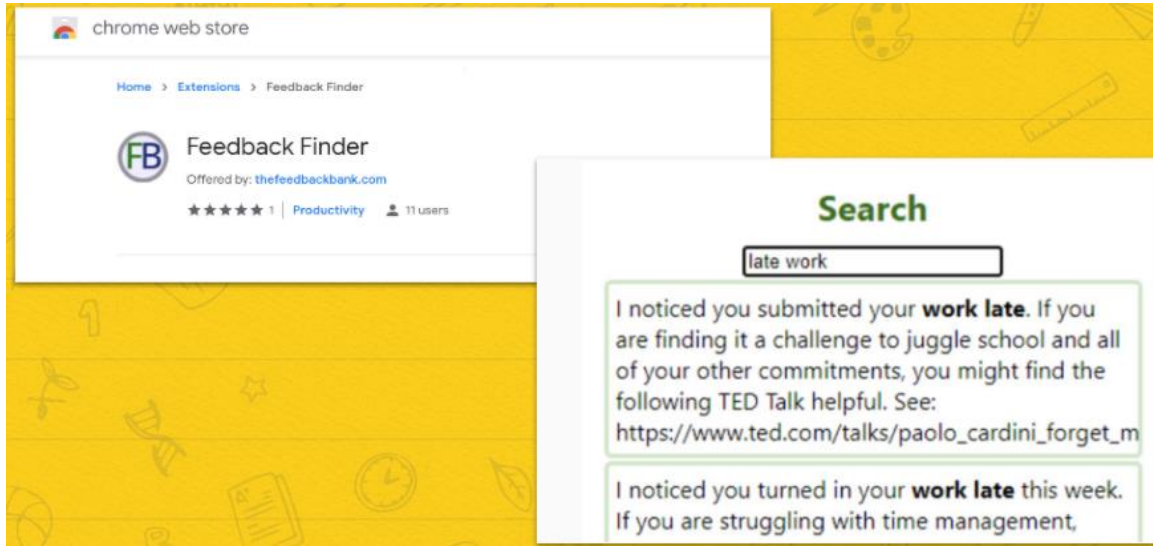 chrome web store
Home > Extensions > Feedback Finder
FB
Feedback Finder
Offered by: thefeedbackbank.com
★★★★★ 1 | Productivity 11 users
Search
late work
I noticed you submitted your work late. If you
are finding it a challenge to juggle school and all
of your other commitments, you might find the
following TED Talk helpful. See:
https://www.ted.com/talks/paolo_cardini_forget_m
I noticed you turned in your work late this week.
If you are struggling with time management,